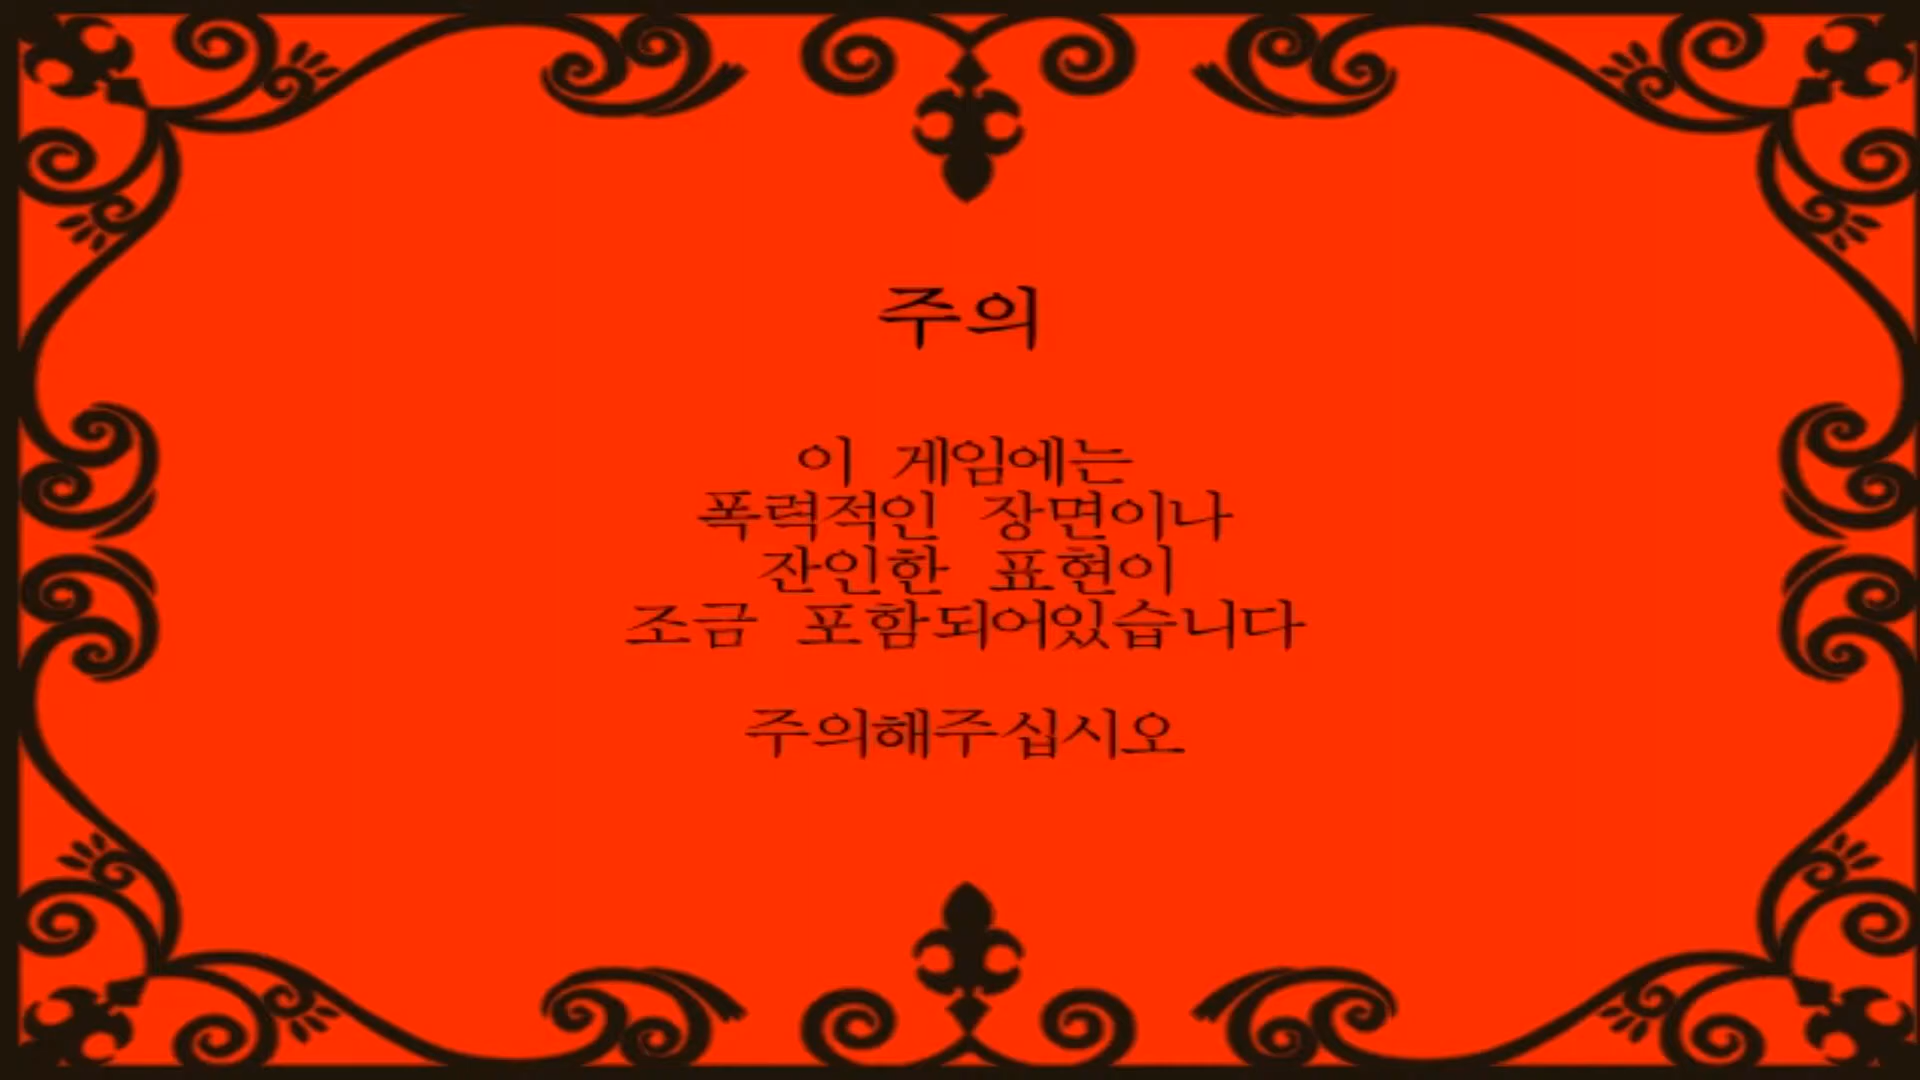 주의
이 게임에는
폭력적인 장면이나
잔인한 표현이
조금 포함되어있습니다
주의해주십시오